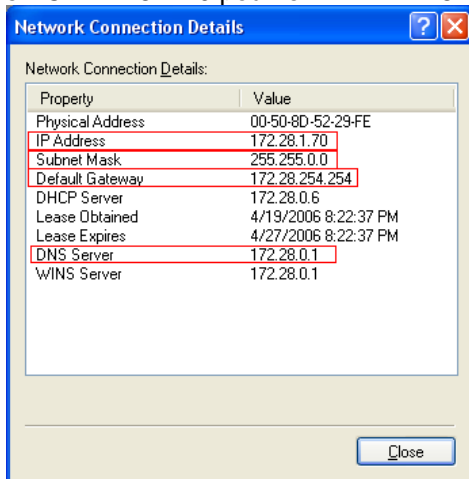 Network Connection Details
Network Connection Details:
Property Value
Physical Address 00-50-8D-52-29-FE
IP Address 172.28.1.70
Subnet Mask 255.255.0.0
Default Gateway 172.28.254.254
DHCP Server 172.28.0.6
Lease Obtained 4/19/2006 8:22:37 PM
Lease Expires 4/27/2006 8:22:37 PM
DNS Server 172.28.0.1
WINS Server 172.28.0.1
Close